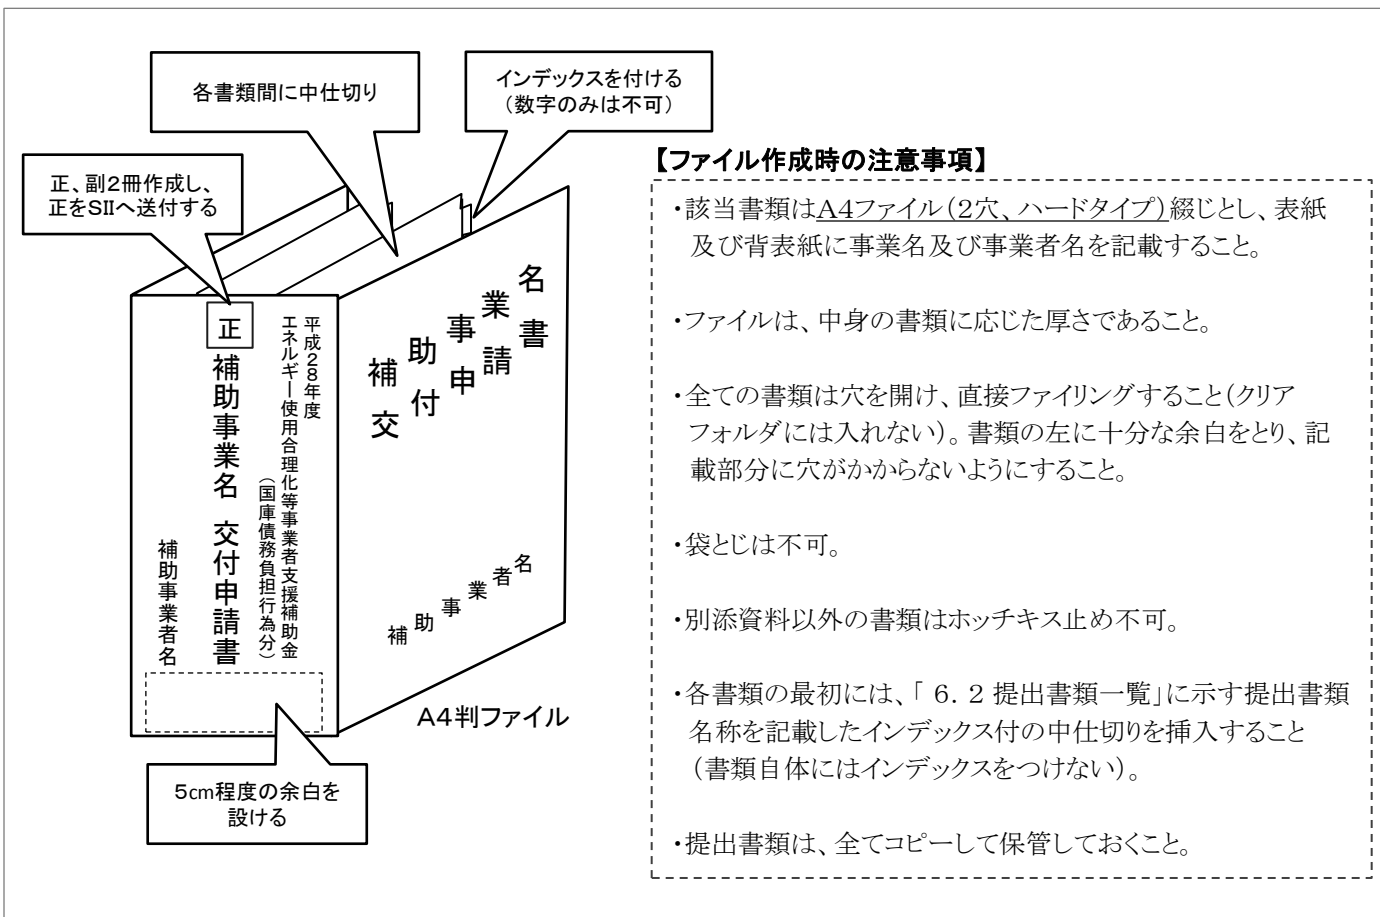 各書類間に中仕切り
インデックスを付ける
(数字のみは不可)
正、副2冊作成し、
正をSIIへ送付する
平成28年度
エネルギー使用合理化等事業者支援補助金
(国庫債務負担行為分)
正
補助事業名 交付申請書
補助事業者名
補助事業名
交付申請書
補助事業者名
A4判ファイル
5cm程度の余白を
設ける
【ファイル作成時の注意事項】
・該当書類はA4ファイル(2穴、ハードタイプ)綴じとし、表紙
及び背表紙に事業名及び事業者名を記載すること。
・ファイルは、中身の書類に応じた厚さであること。
・全ての書類は穴を開け、直接ファイリングすること(クリア
フォルダには入れない)。書類の左に十分な余白をとり、記
載部分に穴がかからないようにすること。
・袋とじは不可。
・別添資料以外の書類はホッチキス止め不可。
・各書類の最初には、「 6. 2 提出書類一覧」に示す提出書類
名称を記載したインデックス付の中仕切りを挿入すること
(書類自体にはインデックスをつけない)。
・提出書類は、全てコピーして保管しておくこと。